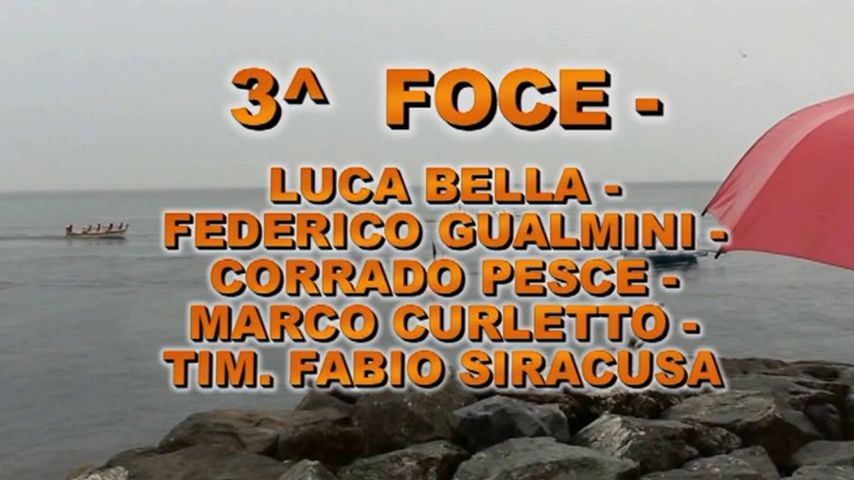 3^ FOCE -
LUCA BELLA -
FEDERICO GUALMINI -
CORRADO PESCE -
MARCO CURLETTO -
TIM. FABIO SIRACUSA